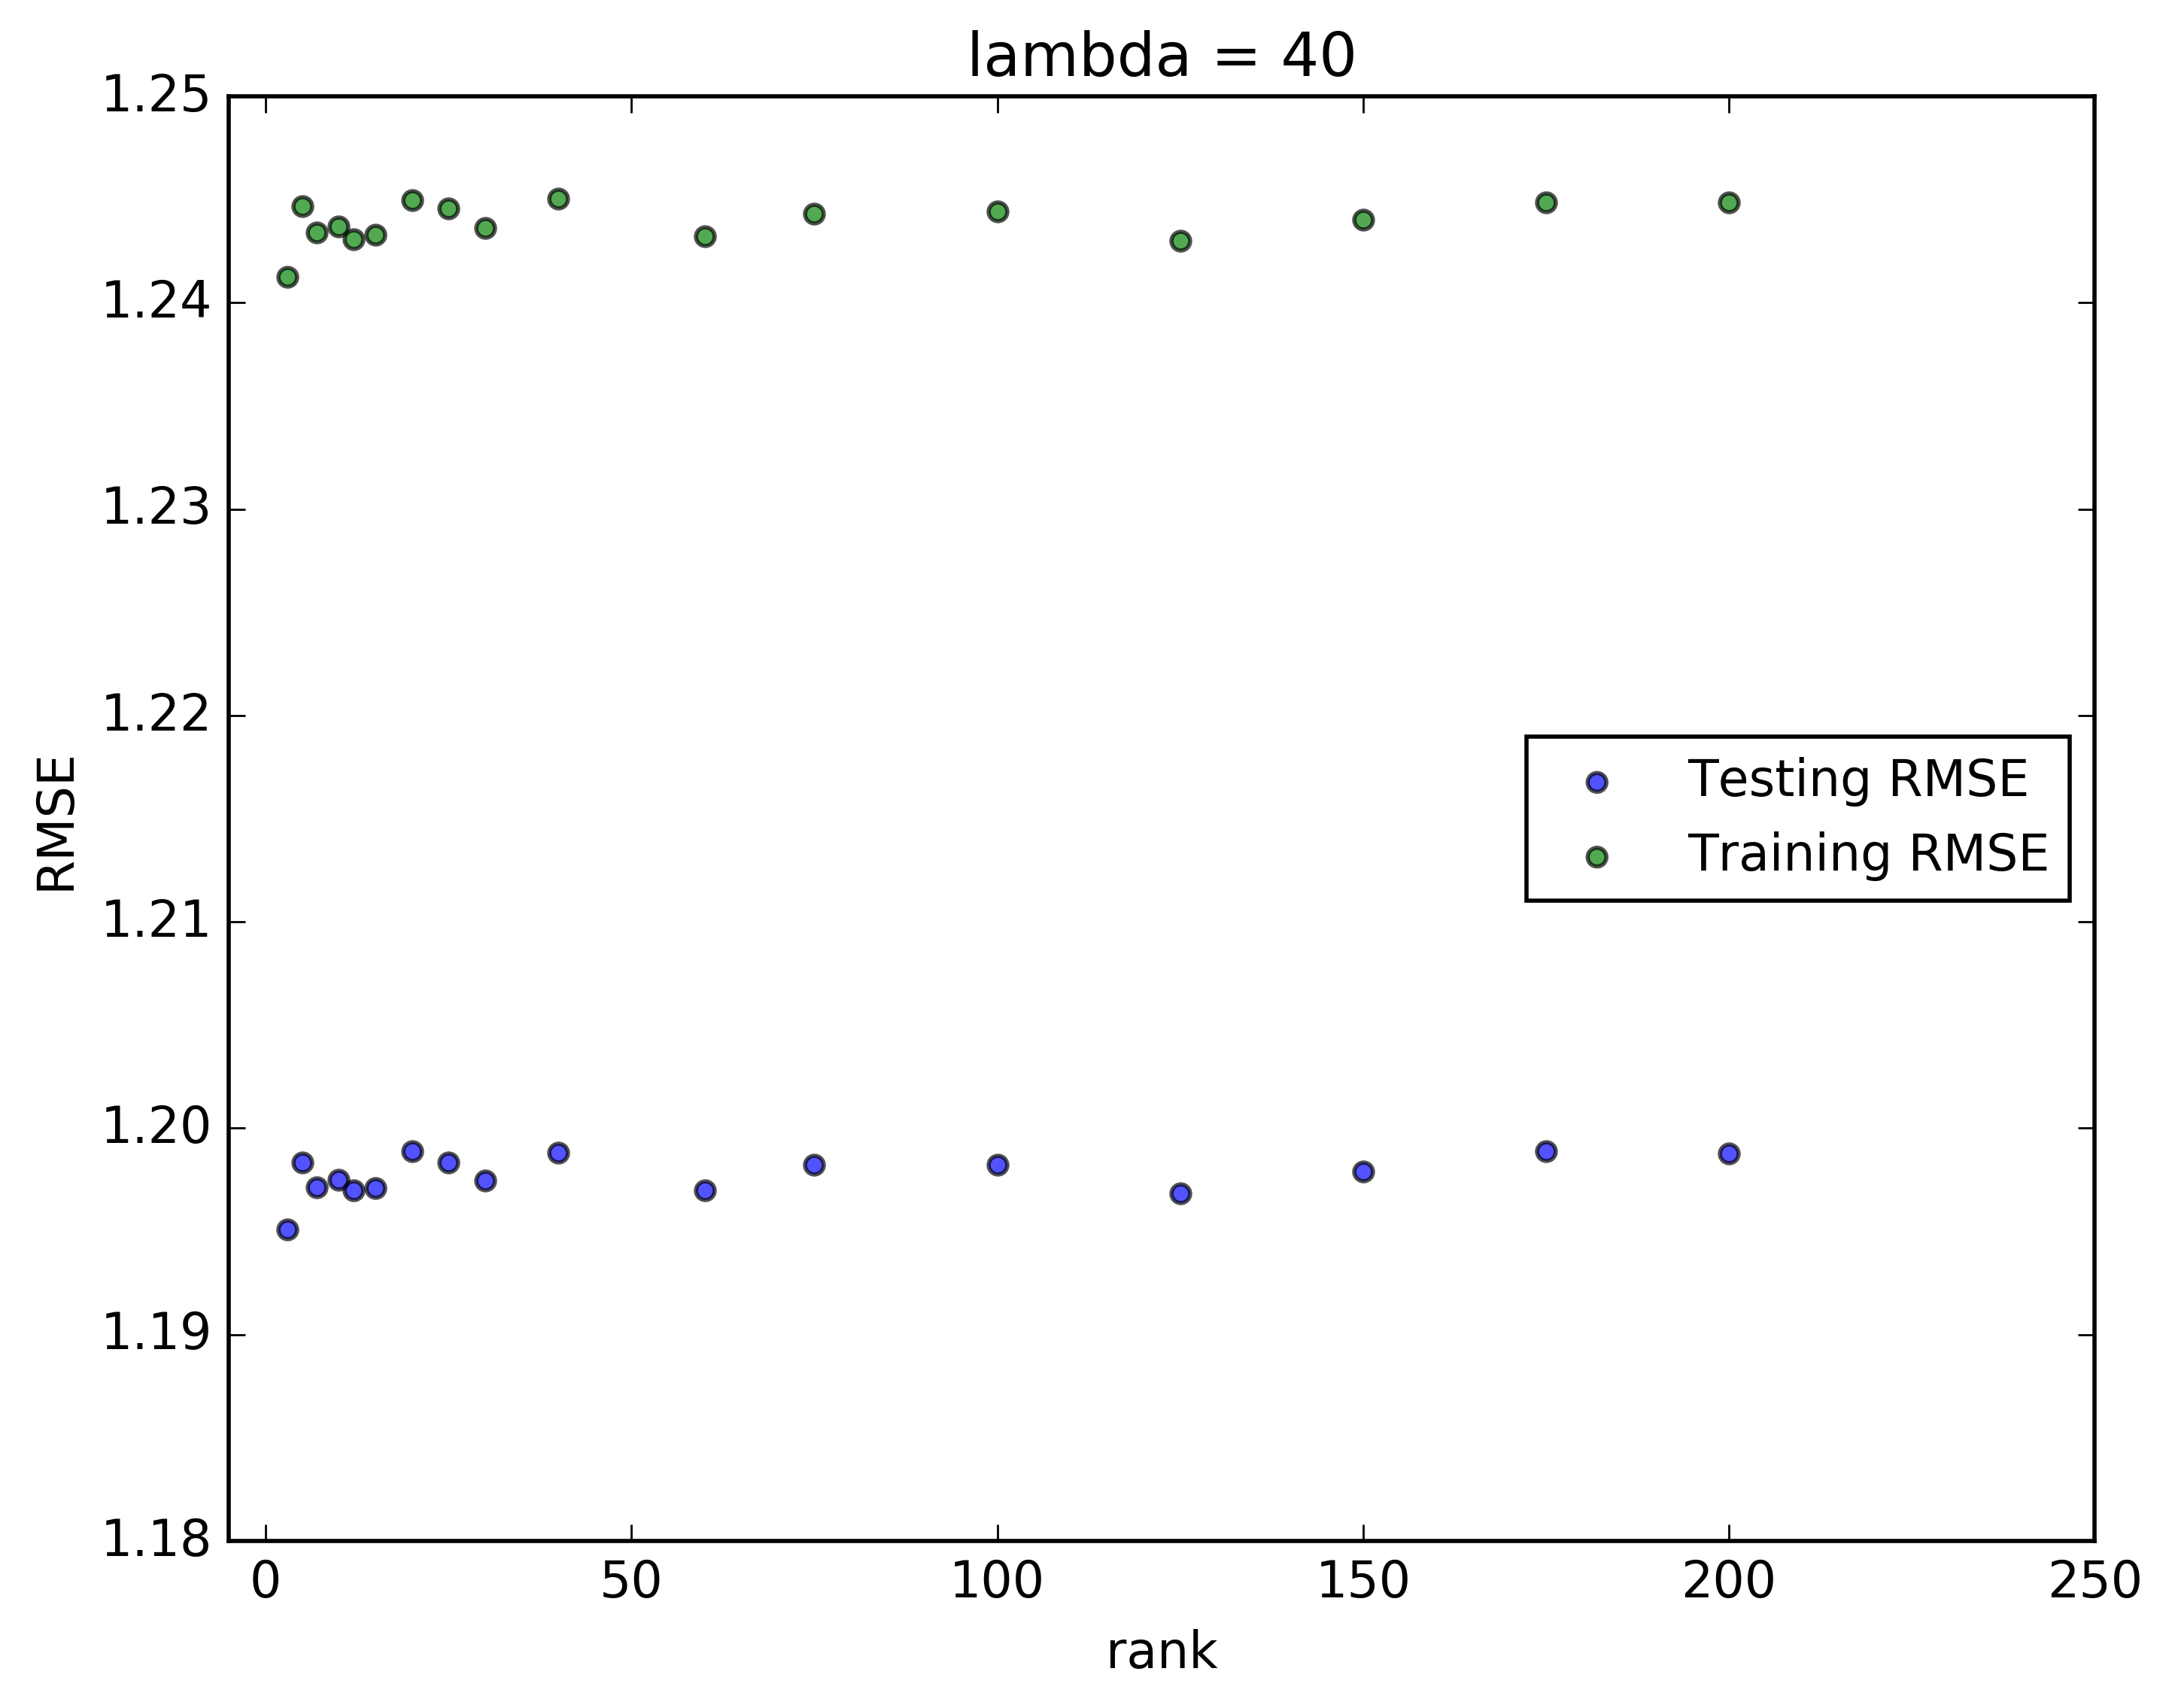 lambda = 40
1.25
1.24
1.23
1.22
1.21
1.20
1.19
1.18
RMSE
Testing RMSE
Training RMSE
0 50 100 150 200 250
rank